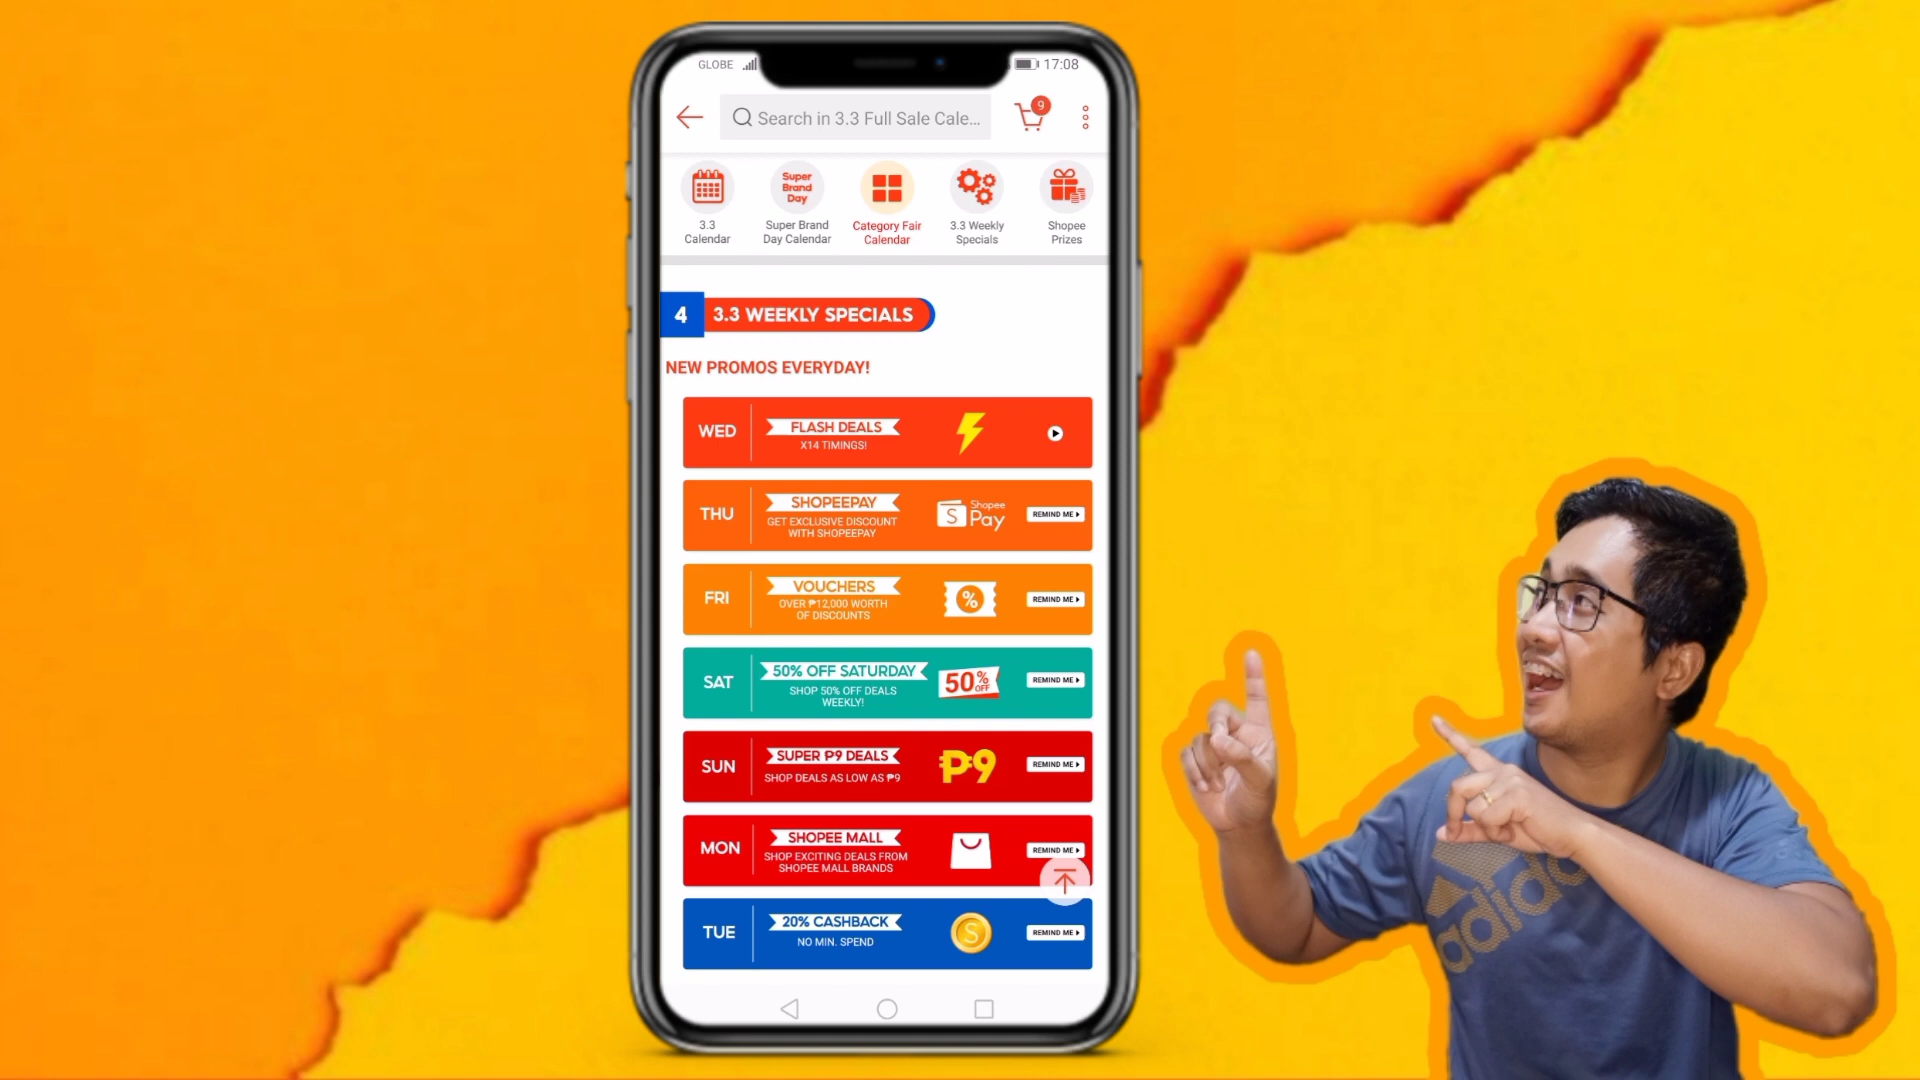 GLOBE 17:08
Search in 3.3 Full Sale Cale...
9
Super
Brand
Day
3.3
Calendar
Super Brand
Day Calendar
Category Fair
Calendar
3.3 Weekly
Specials
Shopee
Prizes
4 3.3 WEEKLY SPECIALS
NEW PROMOS EVERYDAY!
WED
FLASH DEALS
X14 TIMINGS!
THU
SHOPEEPAY
GET EXCLUSIVE DISCOUNT
WITH SHOPEEPAY
S Shopee
Pay
REMIND ME
FRI
VOUCHERS
OVER ₱12,000 WORTH
OF DISCOUNTS
%
REMIND ME
SAT
50% OFF SATURDAY
SHOP 50% OFF DEALS
WEEKLY!
50% OFF
REMIND ME
SUN
SUPER ₱9 DEALS
SHOP DEALS AS LOW AS ₱9
₱9
REMIND ME
MON
SHOPEE MALL
SHOP EXCITING DEALS FROM
SHOPEE MALL BRANDS
REMIND ME
TUE
20% CASHBACK
NO MIN. SPEND
S
REMIND ME
adidas